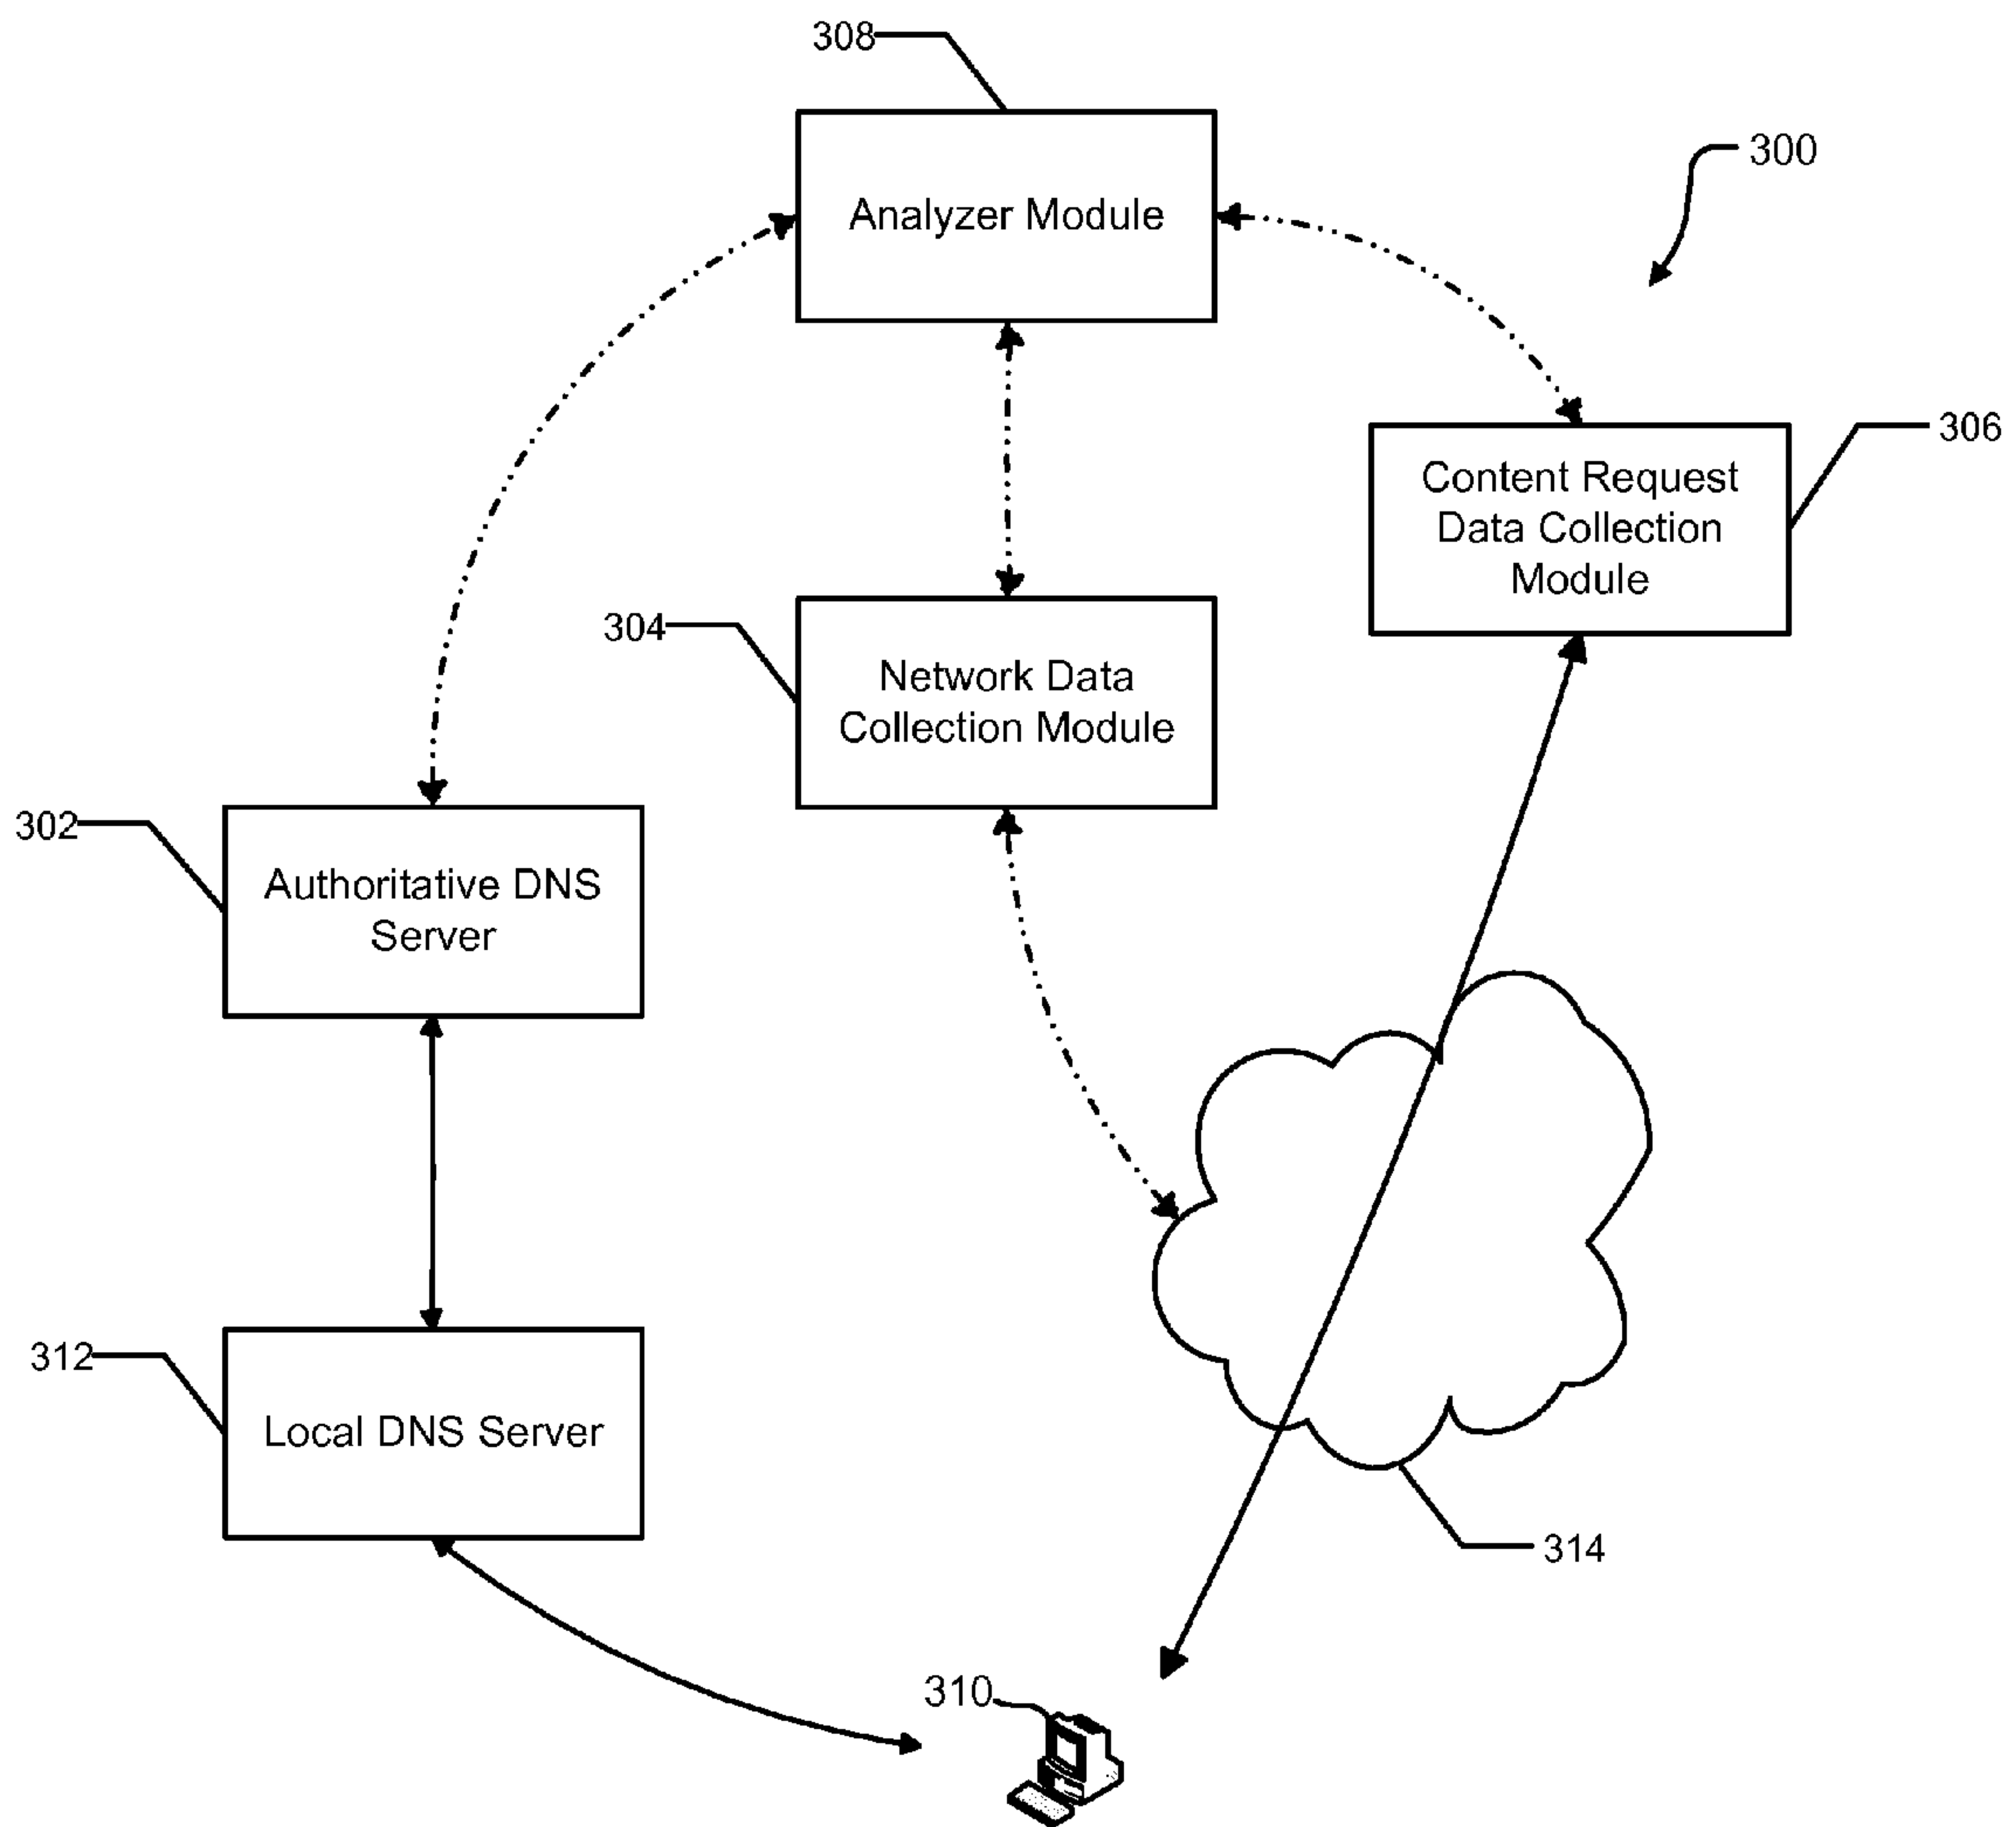 308
300
Analyzer Module
306
Content Request
Data Collection
Module
304
Network Data
Collection Module
302
Authoritative DNS
Server
312
Local DNS Server
314
310